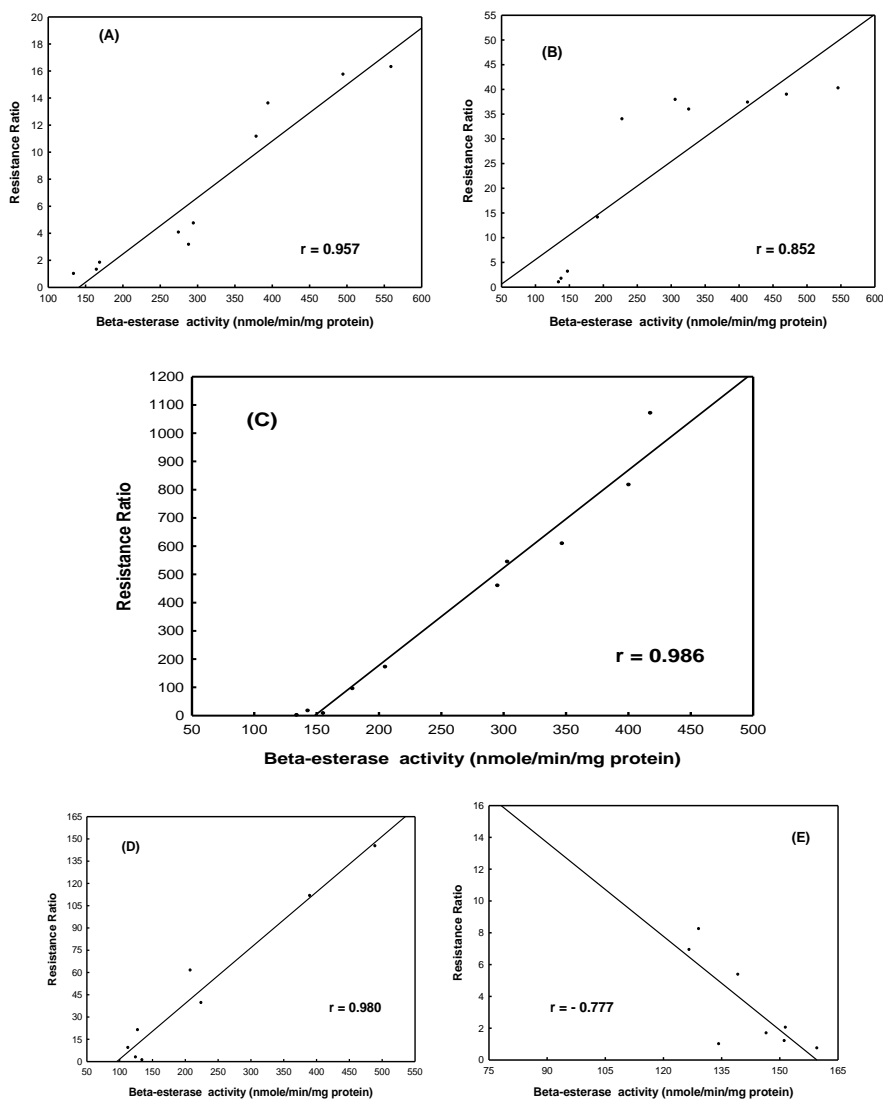 (A)
Resistance Ratio
20
18
16
14
12
10
8
6
4
2
0
r = 0.957
100 150 200 250 300 350 400 450 500 550 600
Beta-esterase activity (nmole/min/mg protein)
(B)
Resistance Ratio
55
50
45
40
35
30
25
20
15
10
5
0
r = 0.852
50 100 150 200 250 300 350 400 450 500 550 600
Beta-esterase activity (nmole/min/mg protein)
(C)
Resistance Ratio
1200
1100
1000
900
800
700
600
500
400
300
200
100
0
r = 0.986
50 100 150 200 250 300 350 400 450 500
Beta-esterase activity (nmole/min/mg protein)
(D)
Resistance Ratio
165
150
135
120
105
90
75
60
45
30
15
0
r = 0.980
50 100 150 200 250 300 350 400 450 500 550
Beta-esterase activity (nmole/min/mg protein)
(E)
Resistance Ratio
16
14
12
10
8
6
4
2
0
r = - 0.777
75 90 105 120 135 150 165
Beta-esterase activity (nmole/min/mg protein)